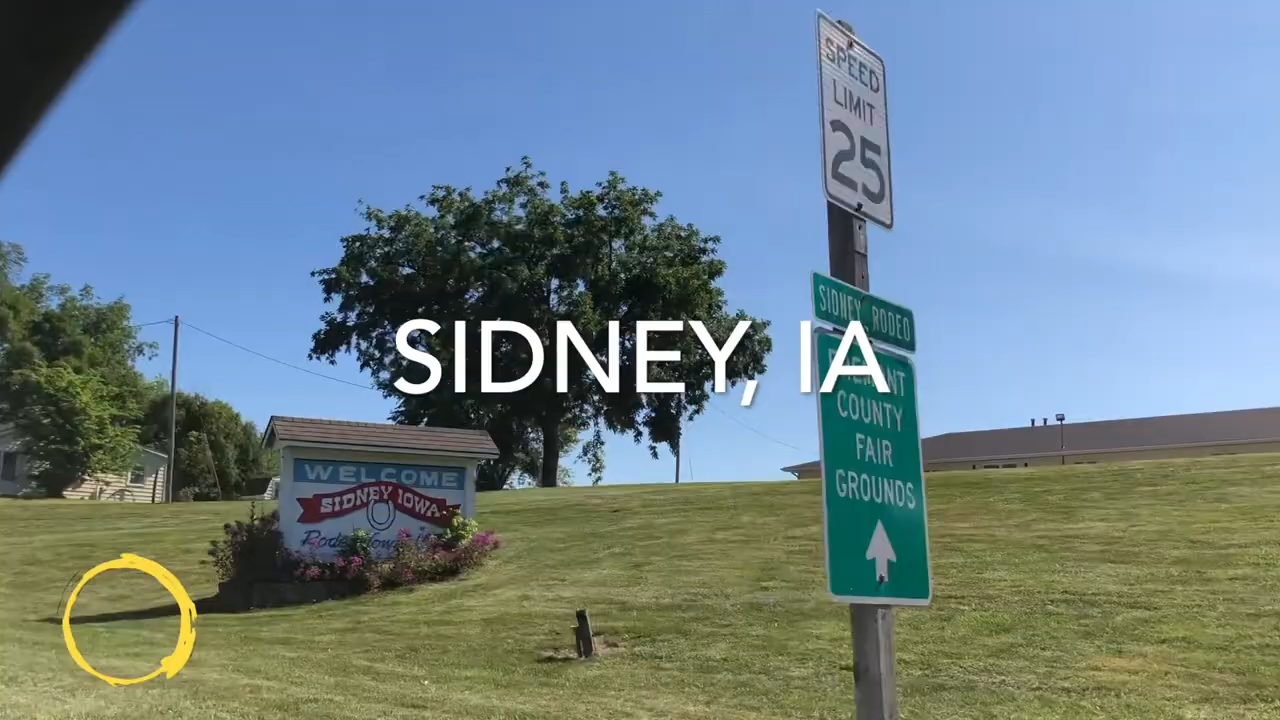 SPEED
LIMIT
25
SIDNEY RODEO
COUNTY
FAIR
GROUNDS
SIDNEY, IA
WELCOME
SIDNEY IOWA